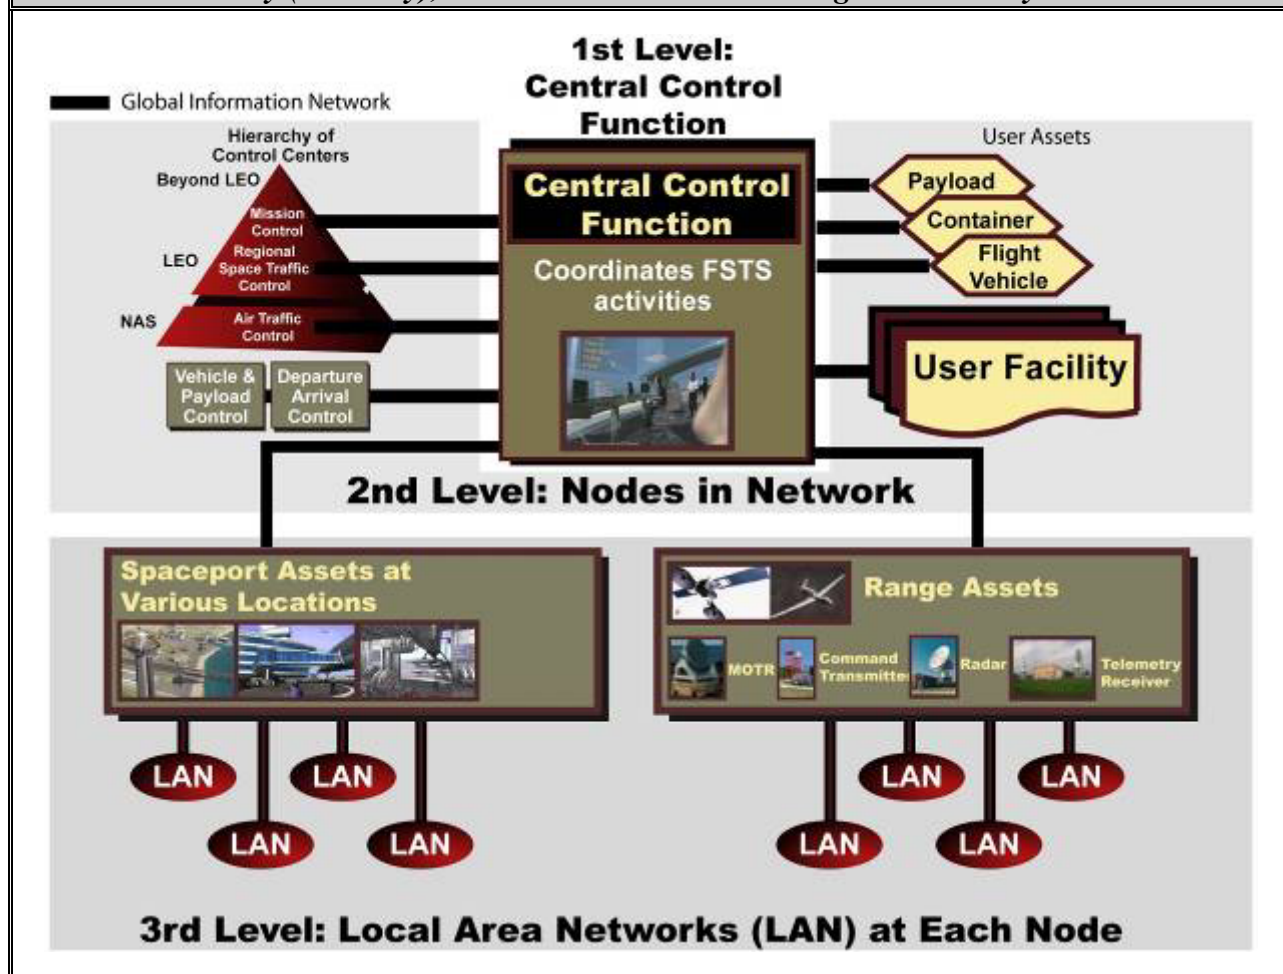 1st Level:
Central Control
Function
Global Information Network
Hierarchy of
Control Centers
Beyond LEO
Mission
Control
LEO
Regional
Space Traffic
Control
NAS
Air Traffic
Control
Vehicle &
Payload
Control
Departure
Arrival
Control
Central Control
Function
Coordinates FSTS
activities
User Assets
Payload
Container
Flight
Vehicle
User Facility
2nd Level: Nodes in Network
Spaceport Assets at
Various Locations
Range Assets
MOTR
Command
Transmitter
Radar
Telemetry
Receiver
LAN
LAN
LAN
LAN
LAN
LAN
LAN
LAN
3rd Level: Local Area Networks (LAN) at Each Node